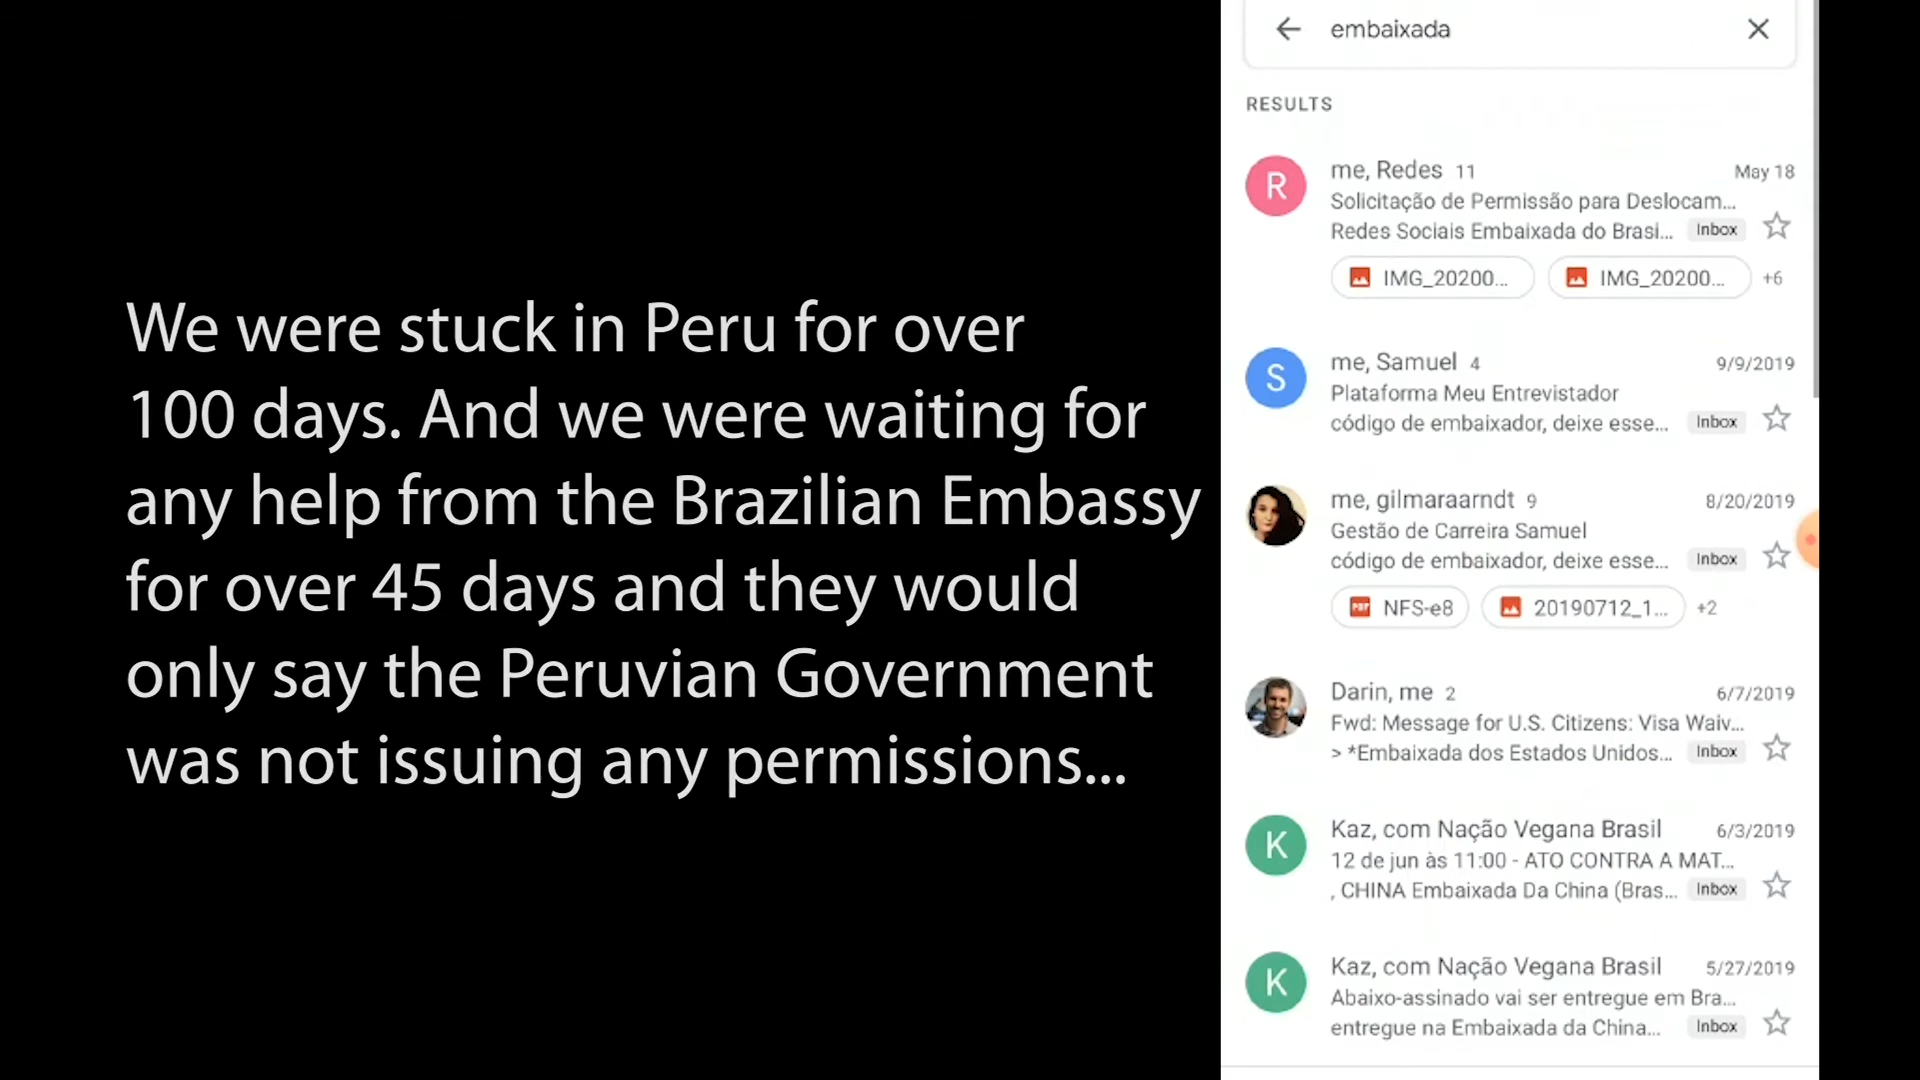 We were stuck in Peru for over
100 days. And we were waiting for
any help from the Brazilian Embassy
for over 45 days and they would
only say the Peruvian Government
was not issuing any permissions...
embaixada
RESULTS
R
me, Redes 11 May 18
Solicitação de Permissão para Deslocam...
Redes Sociais Embaixada do Brasi... Inbox
IMG_20200... IMG_20200... +6
S
me, Samuel 4 9/9/2019
Plataforma Meu Entrevistador
código de embaixador, deixe esse... Inbox
me, gilmaraarndt 9 8/20/2019
Gestão de Carreira Samuel
código de embaixador, deixe esse... Inbox
PDF NFS-e8 20190712_1... +2
Darin, me 2 6/7/2019
Fwd: Message for U.S. Citizens: Visa Waiv...
> *Embaixada dos Estados Unidos... Inbox
K
Kaz, com Nação Vegana Brasil 6/3/2019
12 de jun às 11:00 - ATO CONTRA A MAT...
, CHINA Embaixada Da China (Bras... Inbox
K
Kaz, com Nação Vegana Brasil 5/27/2019
Abaixo-assinado vai ser entregue em Bra...
entregue na Embaixada da China... Inbox